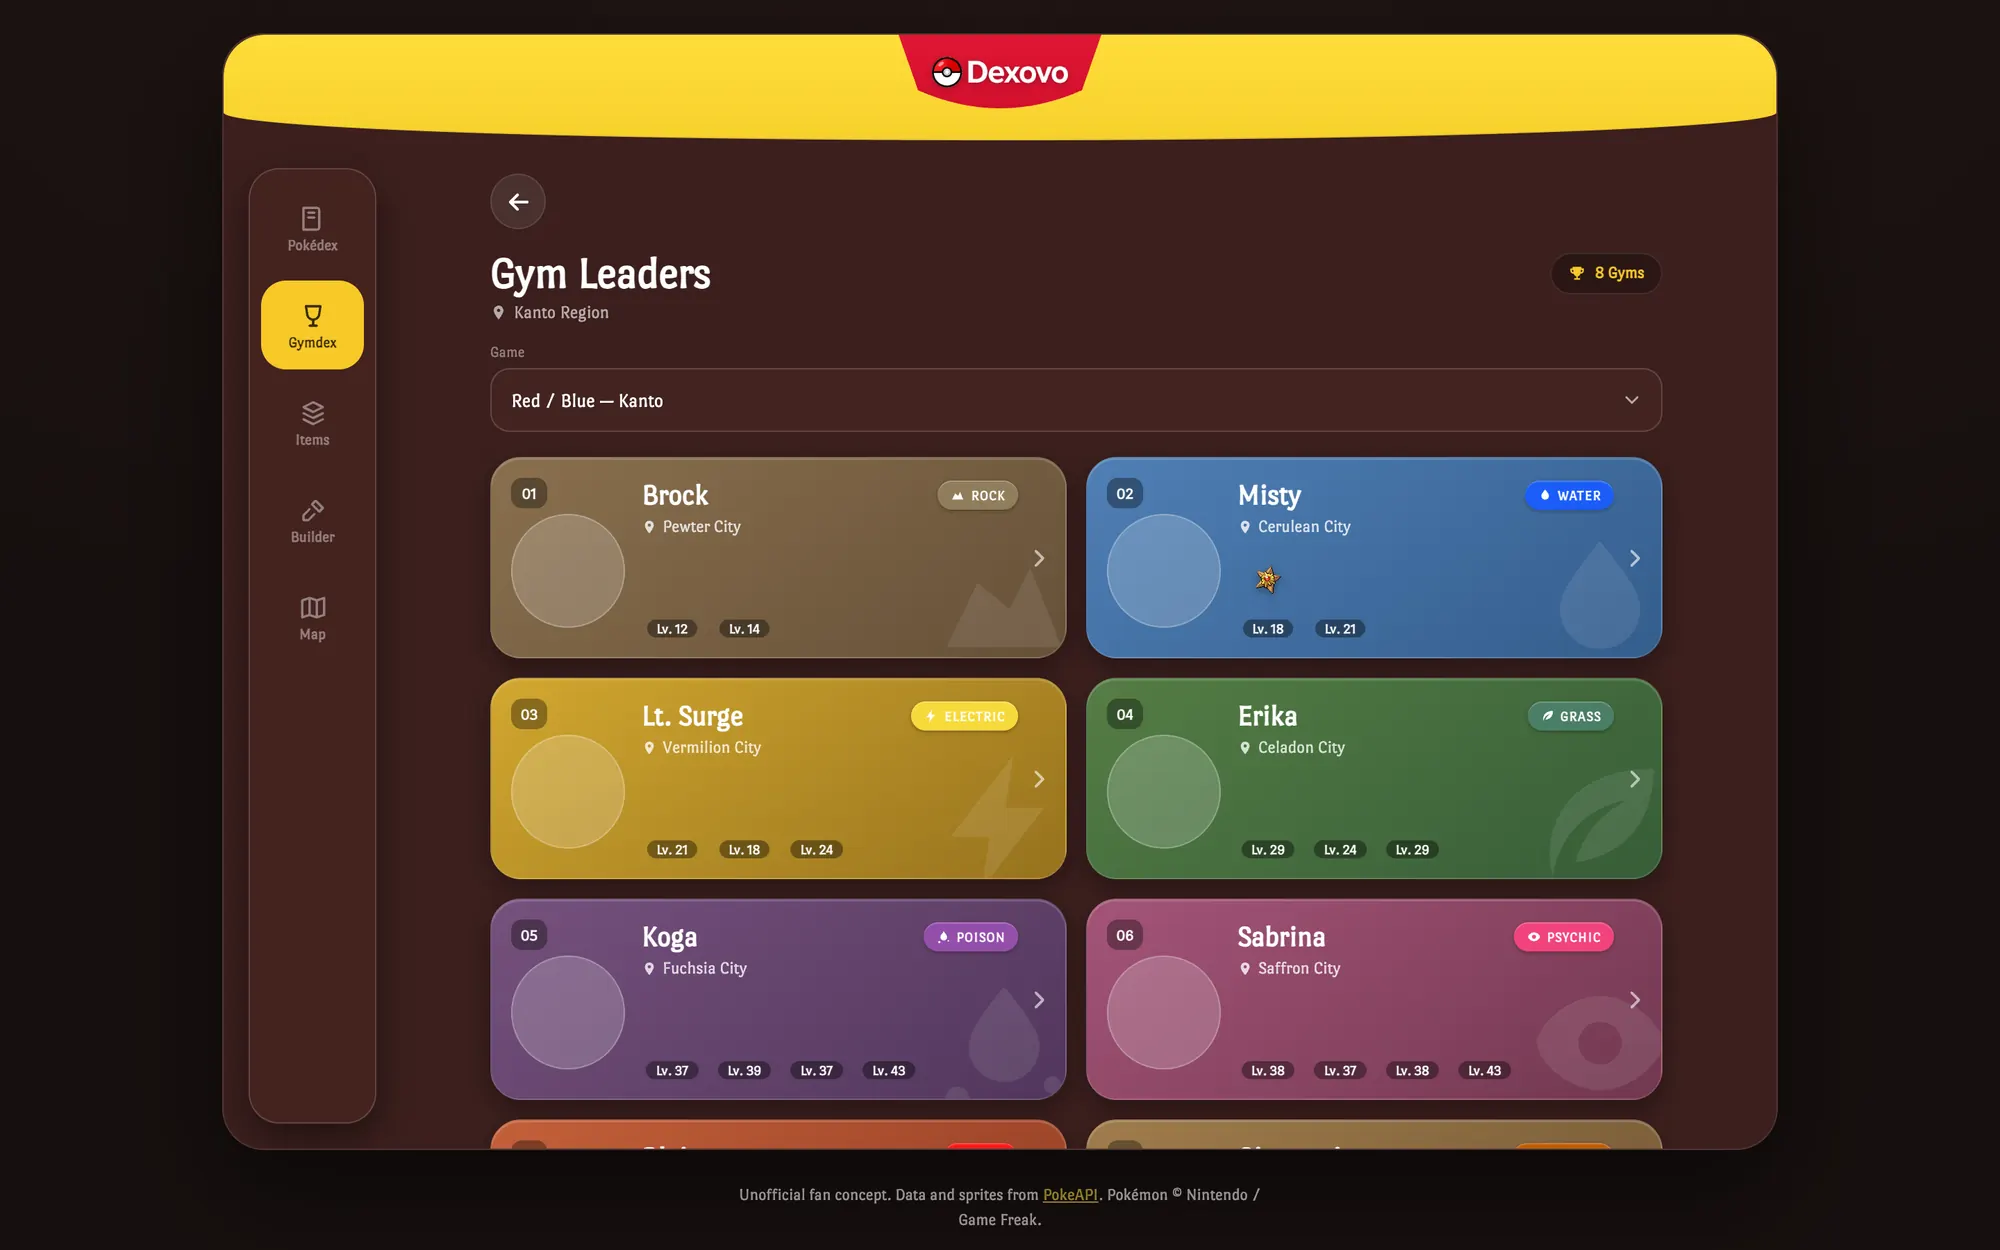 Dexovo
Pokédex
Gymdex
Items
Builder
Map
Gym Leaders
8 Gyms
Kanto Region
Game
Red / Blue — Kanto
01
Brock
ROCK
Pewter City
Lv. 12
Lv. 14
02
Misty
WATER
Cerulean City
Lv. 18
Lv. 21
03
Lt. Surge
ELECTRIC
Vermilion City
Lv. 21
Lv. 18
Lv. 24
04
Erika
GRASS
Celadon City
Lv. 29
Lv. 24
Lv. 29
05
Koga
POISON
Fuchsia City
Lv. 37
Lv. 39
Lv. 37
Lv. 43
06
Sabrina
PSYCHIC
Saffron City
Lv. 38
Lv. 37
Lv. 38
Lv. 43
Unofficial fan concept. Data and sprites from PokeAPI. Pokémon © Nintendo /
Game Freak.